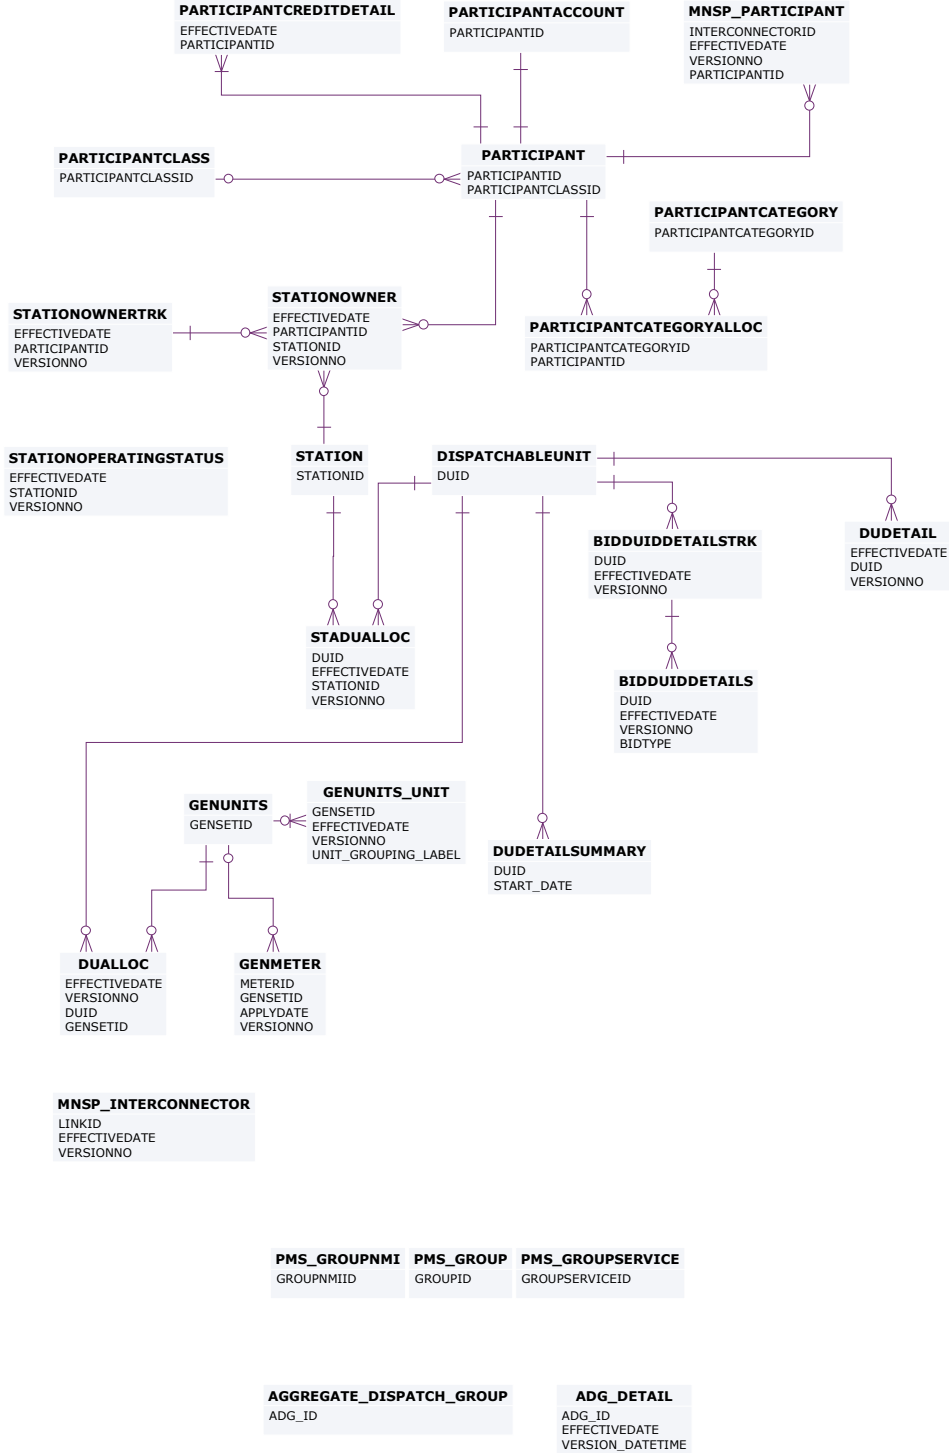 PARTICIPANTCREDITDETAIL
EFFECTIVEDATE
PARTICIPANTID
PARTICIPANTACCOUNT
PARTICIPANTID
MNSP_PARTICIPANT
INTERCONNECTORID
EFFECTIVEDATE
VERSIONNO
PARTICIPANTID
PARTICIPANTCLASS
PARTICIPANTCLASSID
PARTICIPANT
PARTICIPANTID
PARTICIPANTCLASSID
PARTICIPANTCATEGORY
PARTICIPANTCATEGORYID
STATIONOWNERTRK
EFFECTIVEDATE
PARTICIPANTID
VERSIONNO
STATIONOWNER
EFFECTIVEDATE
PARTICIPANTID
STATIONID
VERSIONNO
PARTICIPANTCATEGORYALLOC
PARTICIPANTCATEGORYID
PARTICIPANTID
STATIONOPERATINGSTATUS
EFFECTIVEDATE
STATIONID
VERSIONNO
STATION
STATIONID
DISPATCHABLEUNIT
DUID
BIDDUIDDETAILSTRK
DUID
EFFECTIVEDATE
VERSIONNO
DUDETAIL
EFFECTIVEDATE
DUID
VERSIONNO
STADUALLOC
DUID
EFFECTIVEDATE
STATIONID
VERSIONNO
BIDDUIDDETAILS
DUID
EFFECTIVEDATE
VERSIONNO
BIDTYPE
GENUNITS
GENSETID
GENUNITS_UNIT
GENSETID
EFFECTIVEDATE
VERSIONNO
UNIT_GROUPING_LABEL
DUDETAILSUMMARY
DUID
START_DATE
DUALLOC
EFFECTIVEDATE
VERSIONNO
DUID
GENSETID
GENMETER
METERID
GENSETID
APPLYDATE
VERSIONNO
MNSP_INTERCONNECTOR
LINKID
EFFECTIVEDATE
VERSIONNO
PMS_GROUPNMI
GROUPNMIID
PMS_GROUP
GROUPID
PMS_GROUPSERVICE
GROUPSERVICEID
AGGREGATE_DISPATCH_GROUP
ADG_ID
ADG_DETAIL
ADG_ID
EFFECTIVEDATE
VERSION_DATETIME